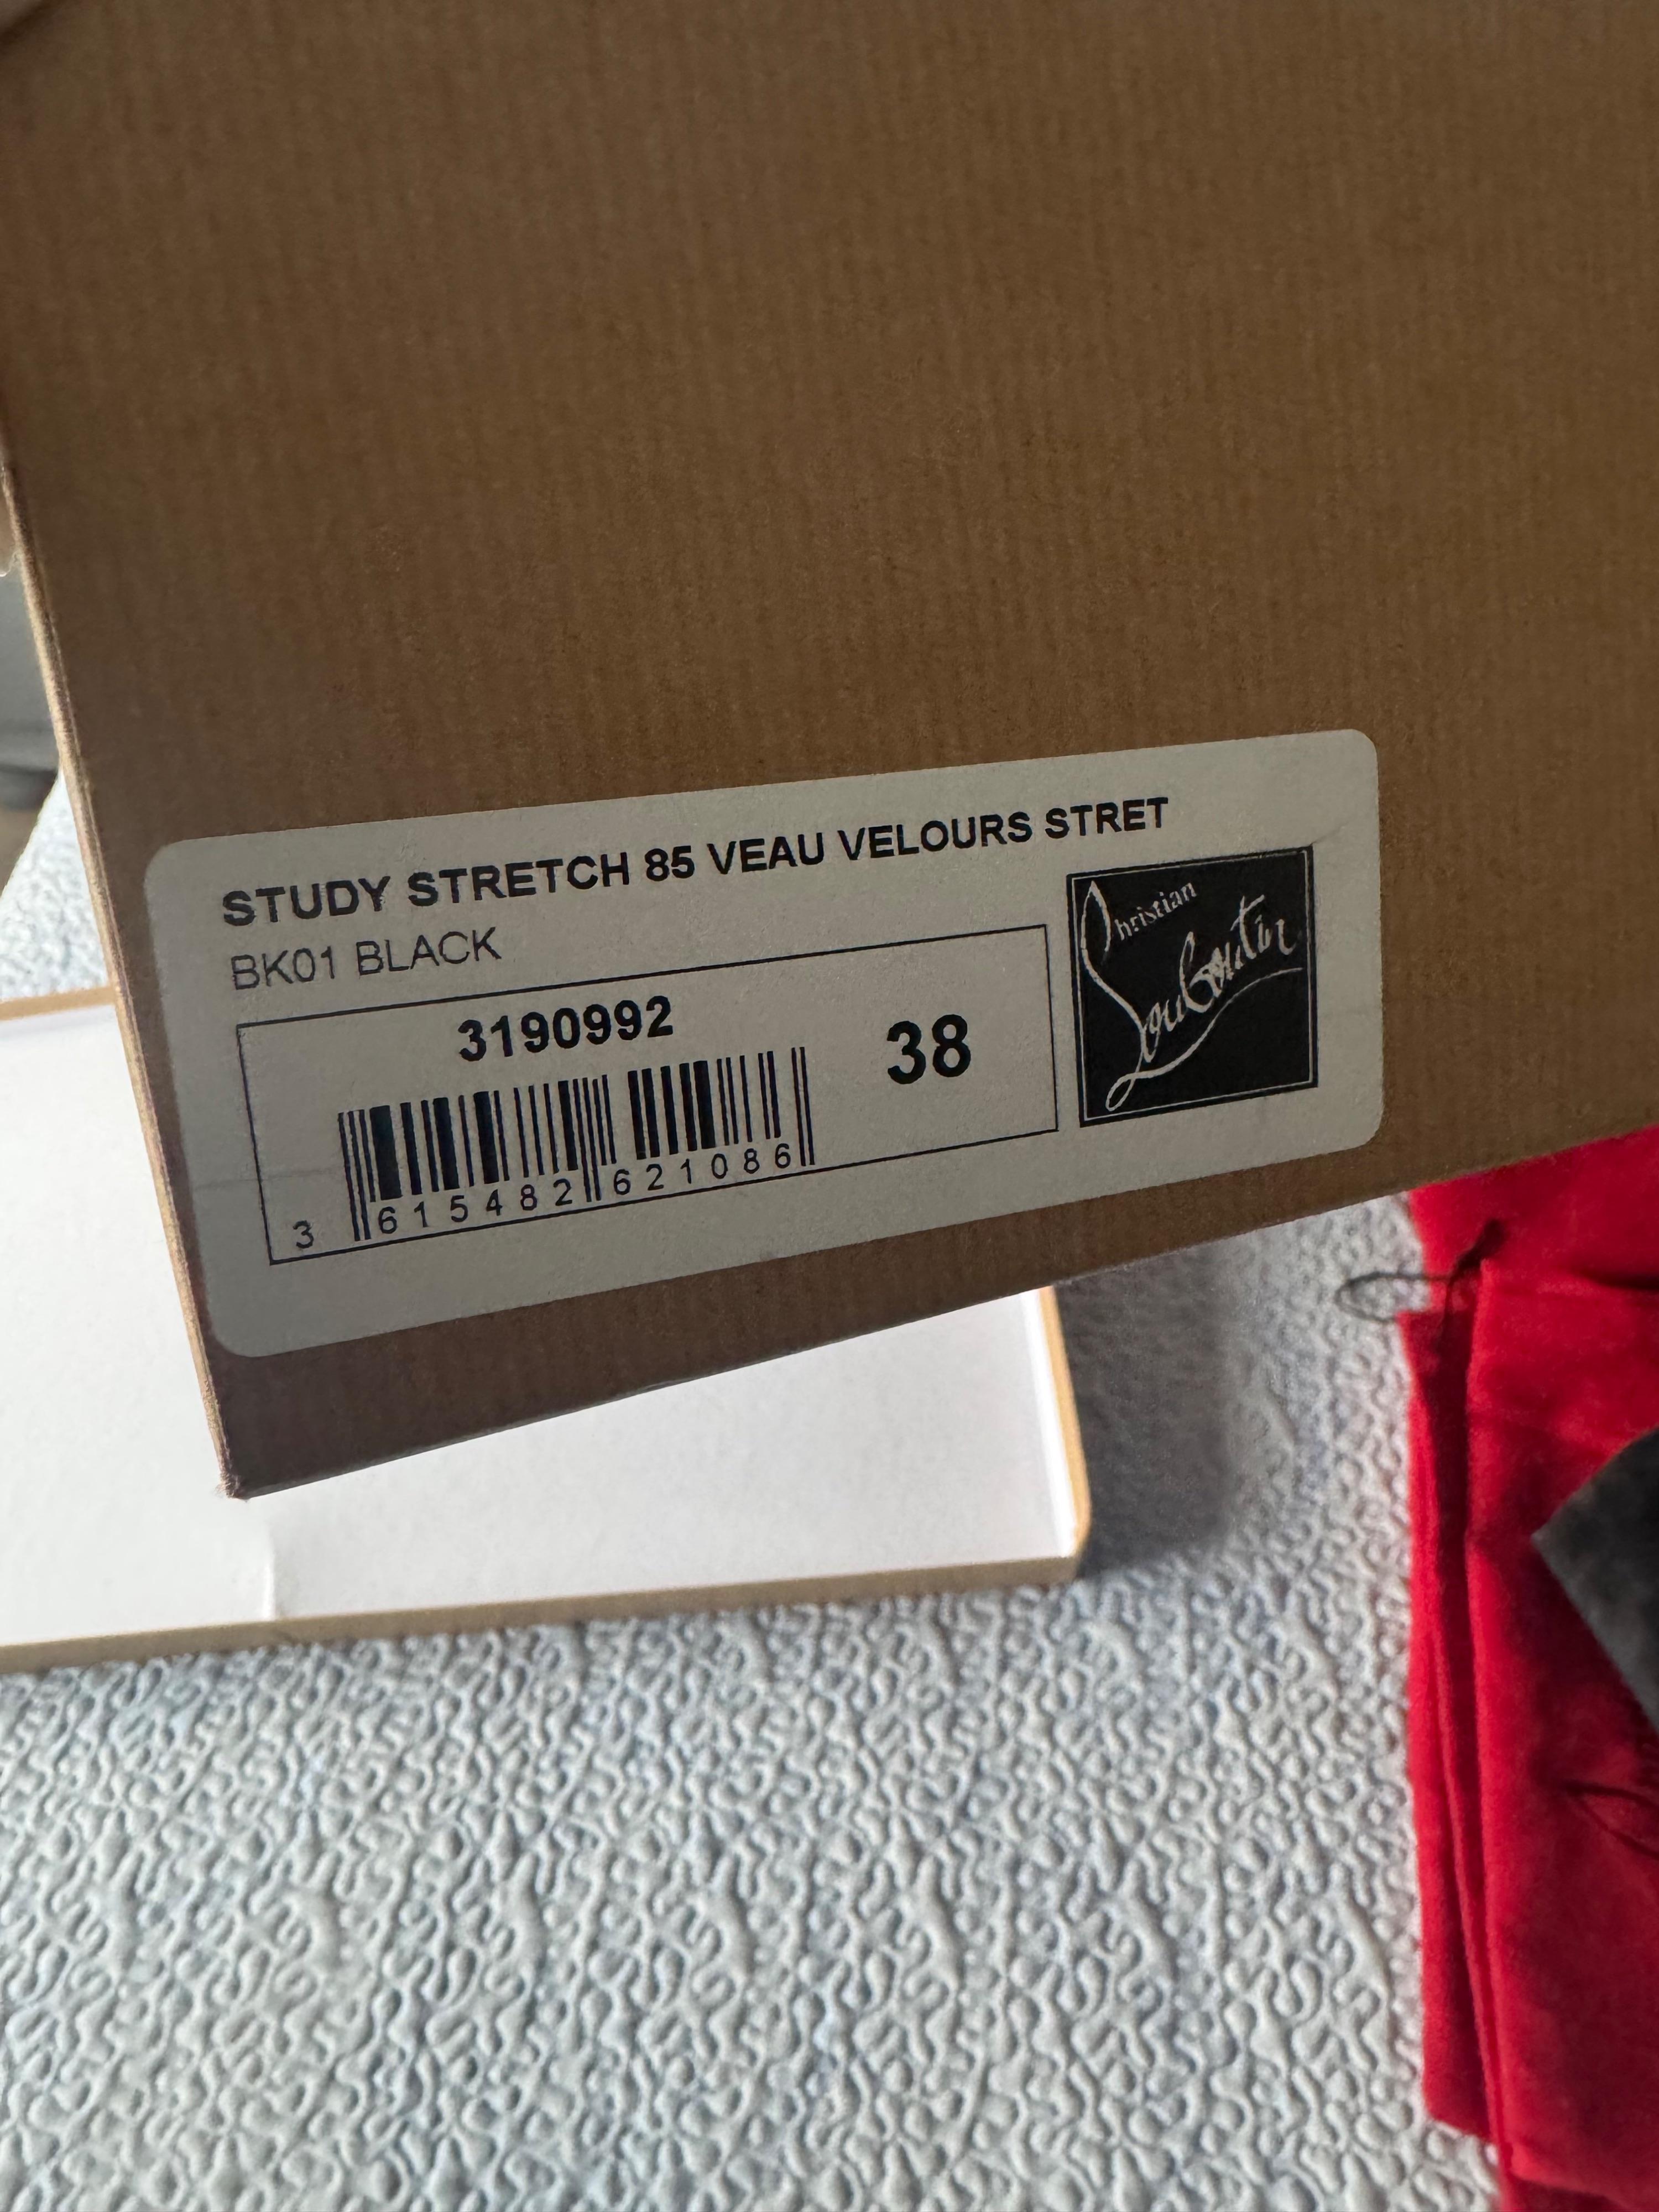 STUDY STRETCH 85 VEAU VELOURS STRET
BK01 BLACK
3190992
38
Christian
Louboutin
3 615482 621086